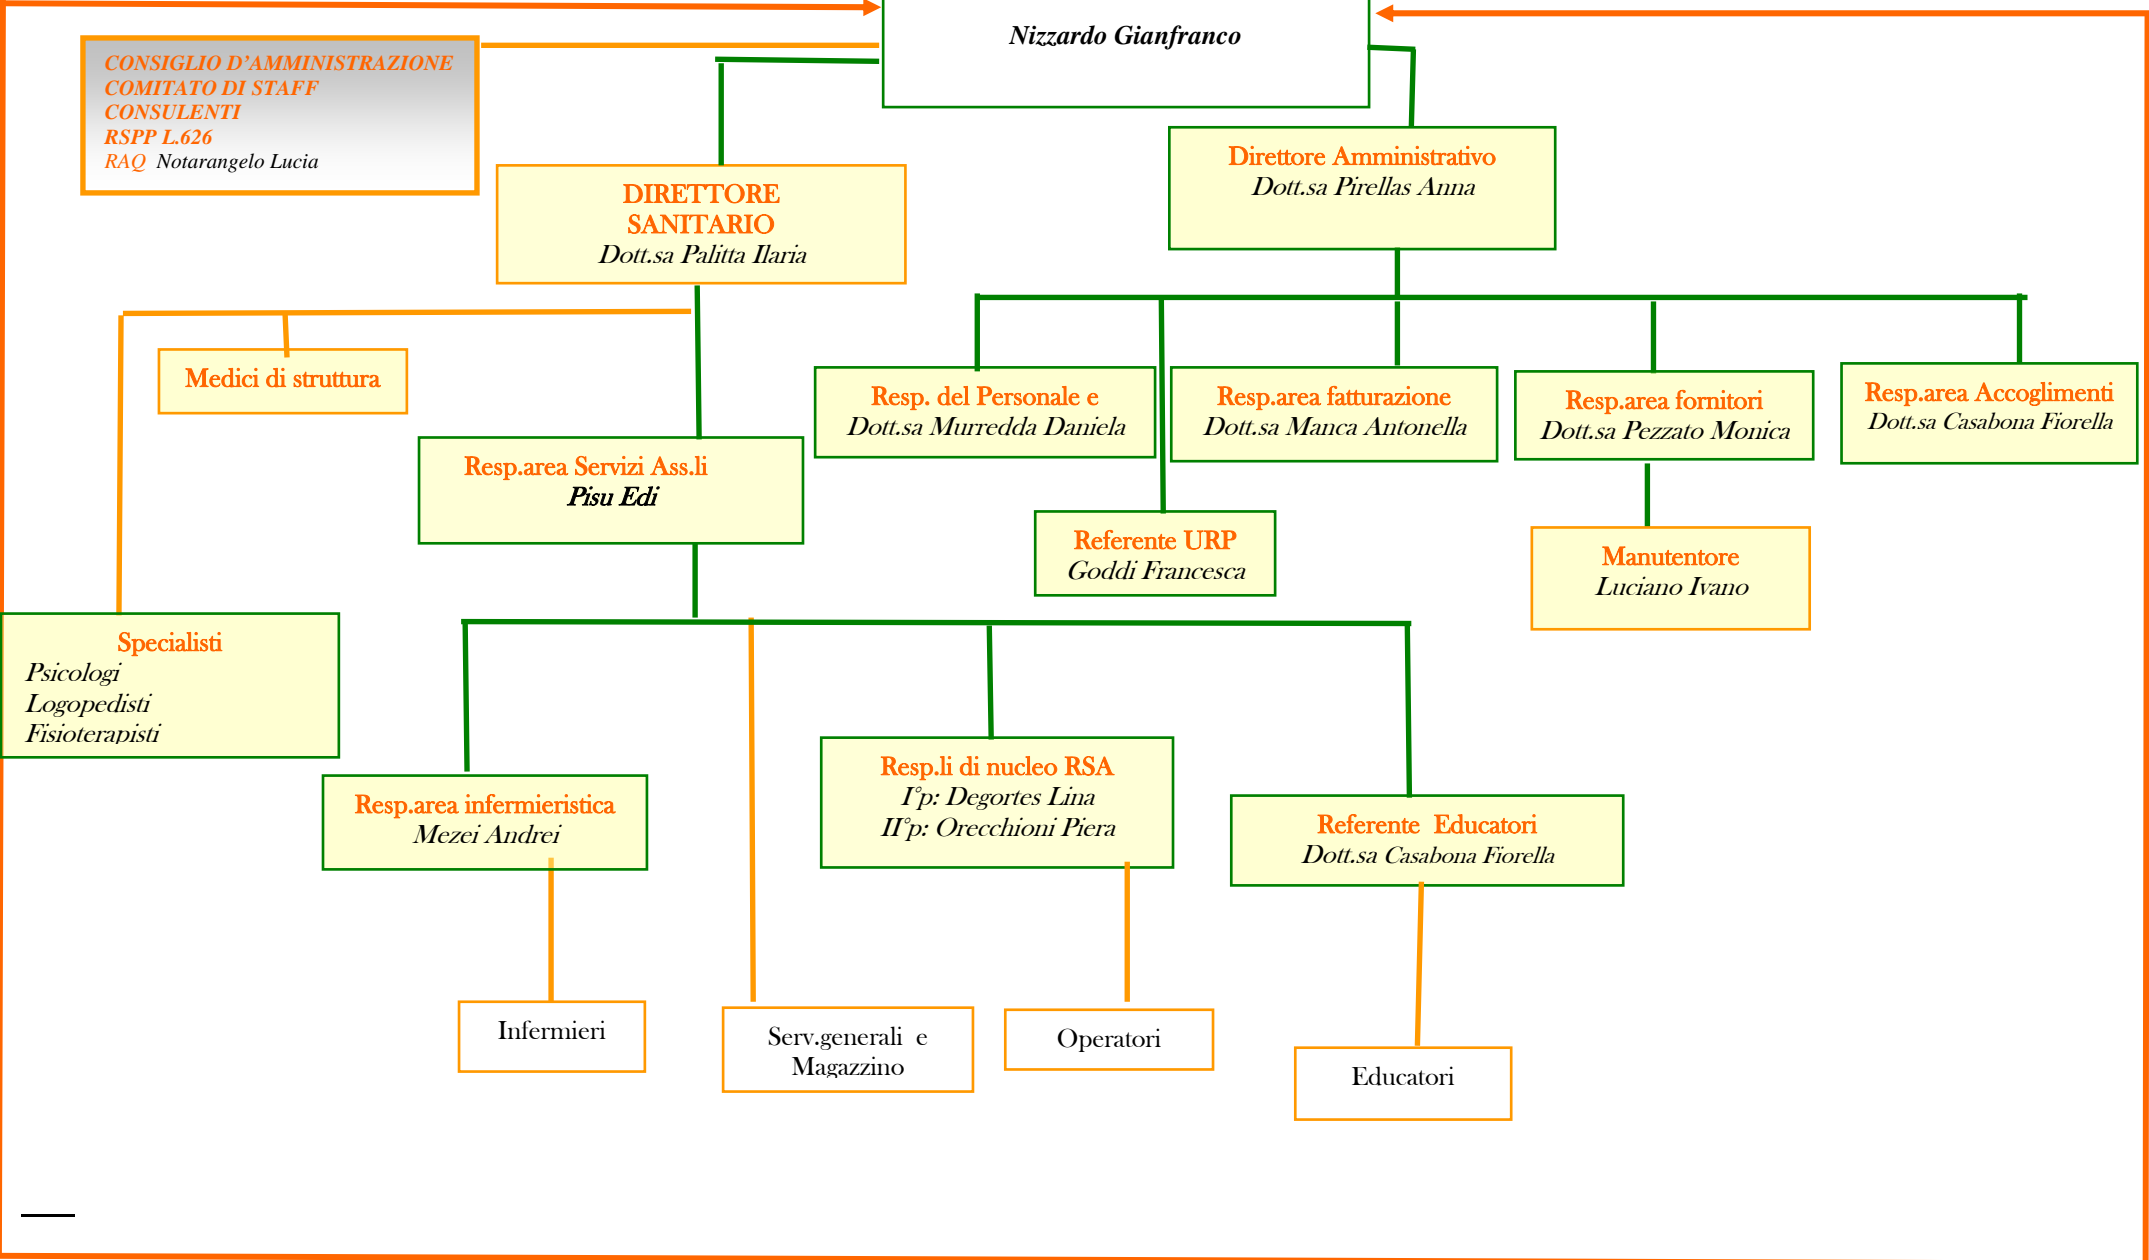 Nizzardo Gianfranco
CONSIGLIO D’AMMINISTRAZIONE
COMITATO DI STAFF
CONSULENTI
RSPP L.626
RAQ Notarangelo Lucia
Direttore Amministrativo
Dott.sa Pirellas Anna
DIRETTORE
SANITARIO
Dott.sa Palitta Ilaria
Medici di struttura
Resp. del Personale e
Dott.sa Murredda Daniela
Resp.area fatturazione
Dott.sa Manca Antonella
Resp.area fornitori
Dott.sa Pezzato Monica
Resp.area Accoglimenti
Dott.sa Casabona Fiorella
Resp.area Servizi Ass.li
Pisu Edi
Referente URP
Goddi Francesca
Manutentore
Luciano Ivano
Specialisti
Psicologi
Logopedisti
Fisioterapisti
Resp.area infermieristica
Mezei Andrei
Resp.li di nucleo RSA
I°p: Degortes Lina
II°p: Orecchioni Piera
Referente Educatori
Dott.sa Casabona Fiorella
Infermieri
Serv.generali e
Magazzino
Operatori
Educatori